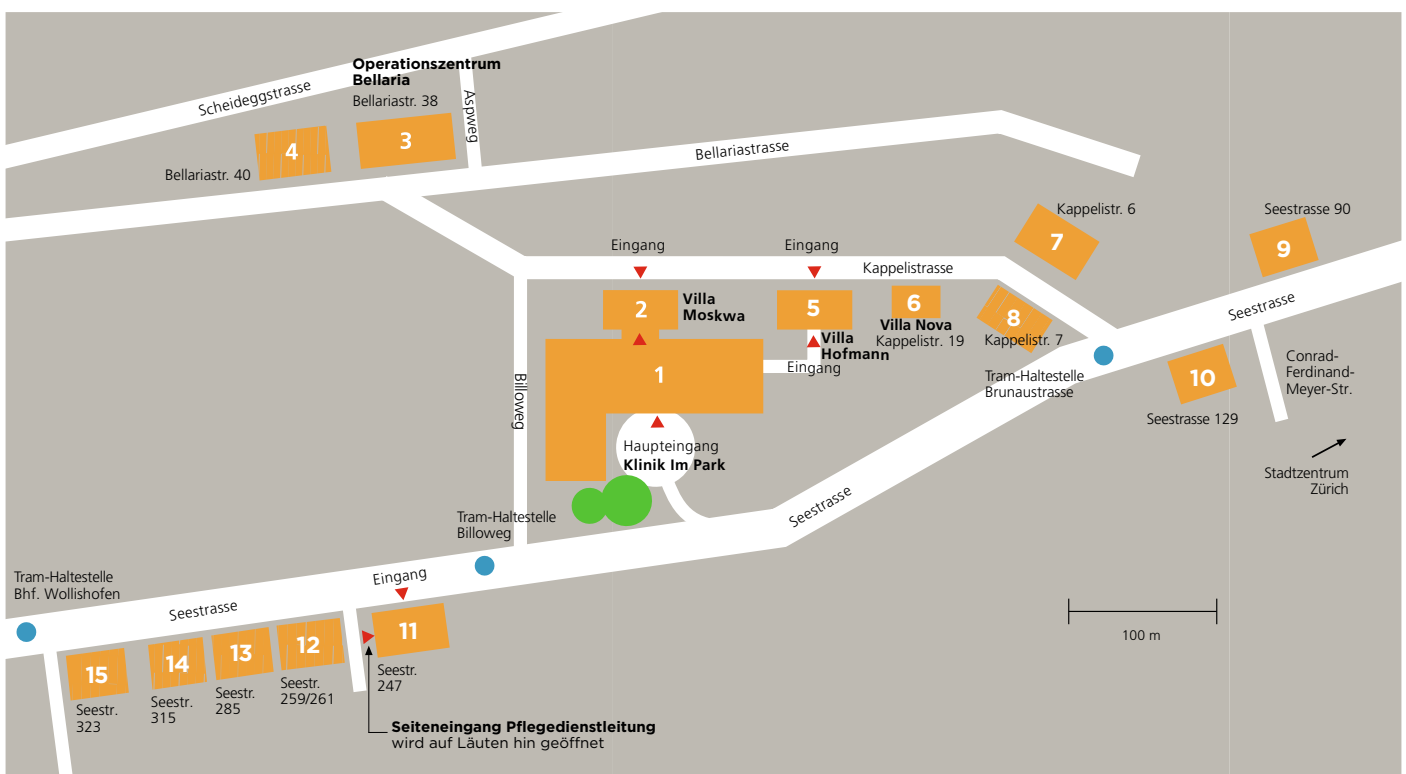 Operationszentrum
Bellaria
Bellariastr. 38
Scheideggstrasse
Aspweg
3
4
Bellariastr. 40
Bellariastrasse
Kappelistr. 6
7
Seestrasse 90
9
Eingang
Eingang
Kappelistrasse
2
Villa
Moskwa
5
6
Villa Nova
Kappelistr. 19
8
Kappelistr. 7
Villa
Hofmann
Eingang
1
Billoweg
Haupteingang
Klinik Im Park
Tram-Haltestelle
Brunaustrasse
Seestrasse
10
Seestrasse 129
Conrad-
Ferdinand-
Meyer-Str.
Stadtzentrum
Zürich
Seestrasse
Tram-Haltestelle
Billoweg
Tram-Haltestelle
Bhf. Wollishofen
Seestrasse
Eingang
11
Seestr.
247
12
Seestr.
259/261
13
Seestr.
285
14
Seestr.
315
15
Seestr.
323
Seiteneingang Pflegedienstleitung
wird auf Läuten hin geöffnet
100 m